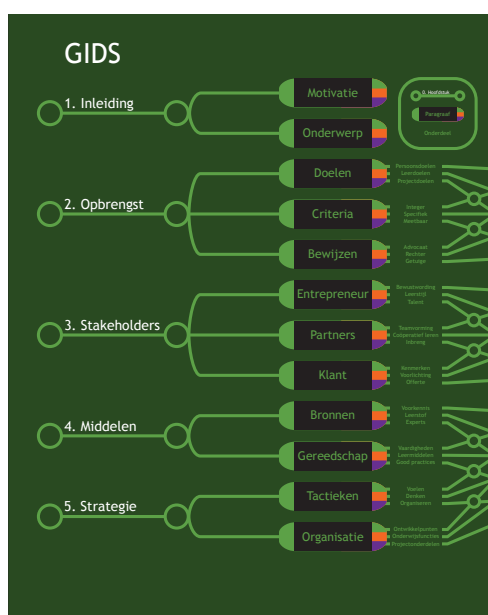 GIDS
1. Inleiding
Motivatie
Onderwerp
0. Hoofdstuk
Paragraaf
Onderdeel
2. Opbrengst
Doelen
Persoonsdoelen
Leerdoelen
Projectdoelen
Criteria
Integer
Specifiek
Meetbaar
Bewijzen
Advocaat
Rechter
Getuige
3. Stakeholders
Entrepreneur
Bewustwording
Leerstijl
Talent
Partners
Teamvorming
Coöperatief leren
Inbreng
Klant
Kenmerken
Voorlichting
Offerte
4. Middelen
Bronnen
Voorkennis
Leerstof
Experts
Gereedschap
Vaardigheden
Leermiddelen
Good practices
5. Strategie
Tactieken
Voelen
Denken
Organiseren
Organisatie
Ontwikkelpunten
Onderwijsfuncties
Projectonderdelen